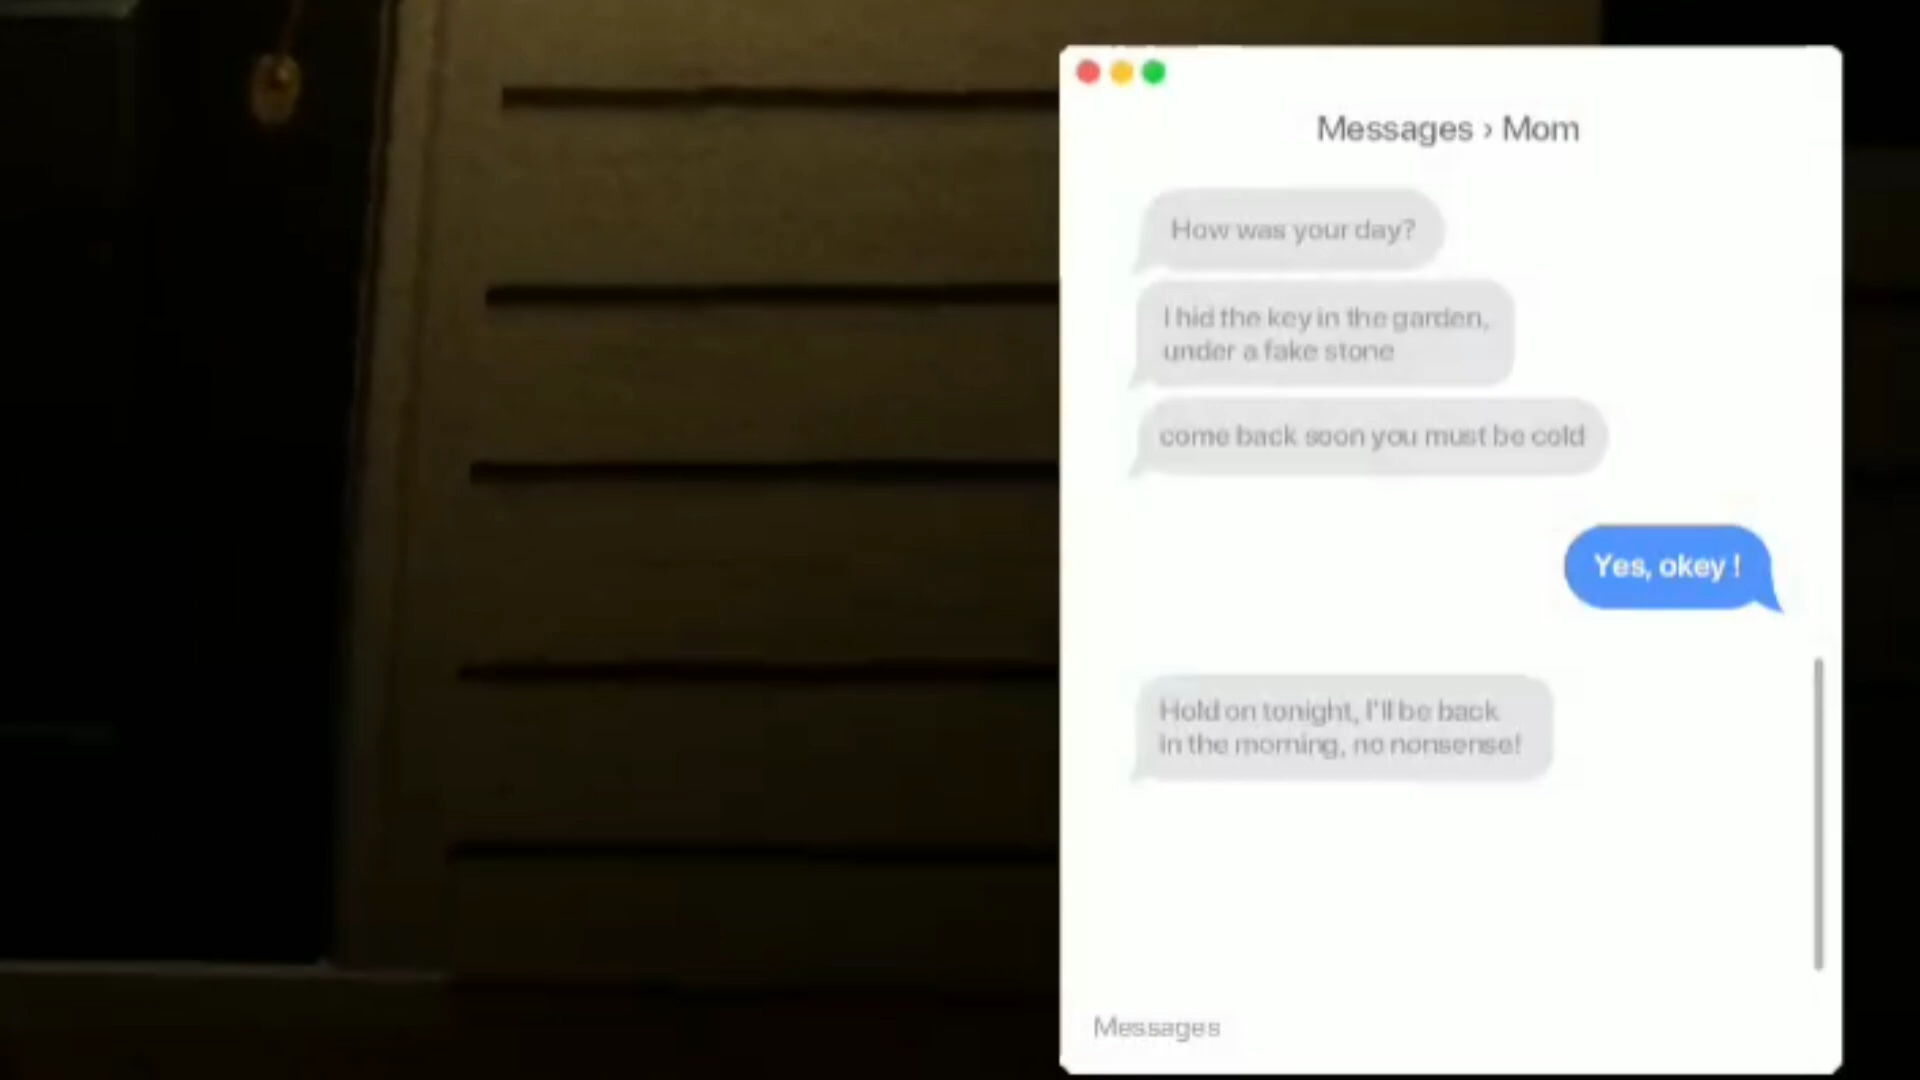 Messages › Mom
How was your day?
I hid the key in the garden,
under a fake stone
come back soon you must be cold
Yes, okey !
Hold on tonight, I'll be back
in the morning, no nonsense!
Messages